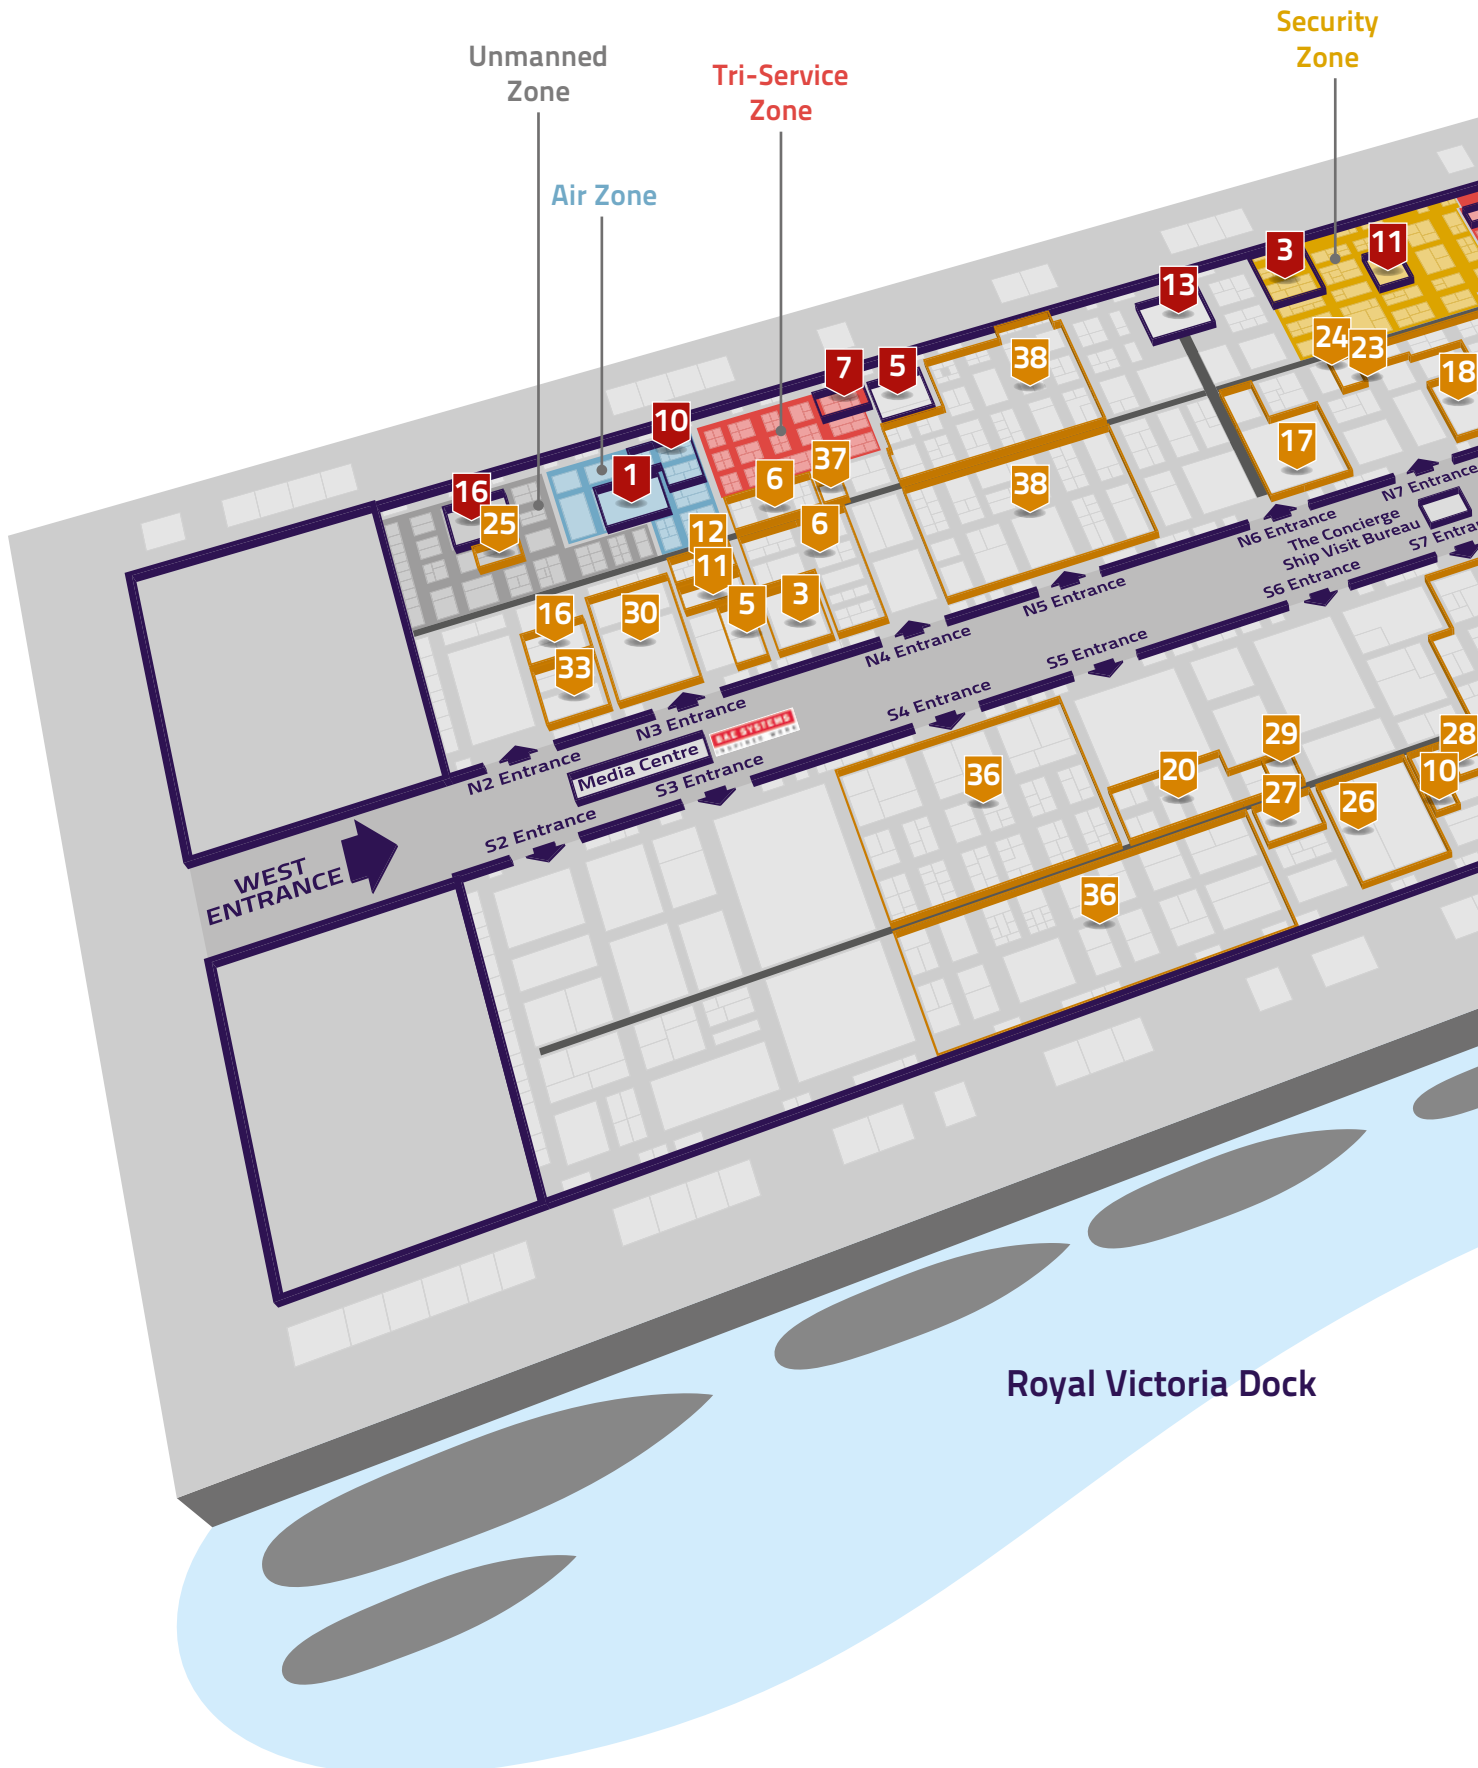 Security
Zone
Unmanned
Zone
Tri-Service
Zone
Air Zone
3
11
13
24
23
18
38
7
5
10
17
16
1
37
6
38
25
6
12
11
16
30
5
3
33
N7 Entrance
N6 Entrance
The Concierge
Ship Visit Bureau
S7 Entra
S6 Entrance
N5 Entrance
N4 Entrance
S5 Entrance
N3 Entrance
BAE SYSTEMS
S4 Entrance
N2 Entrance
Media Centre
S3 Entrance
S2 Entrance
29
28
36
20
10
27
26
WEST
ENTRANCE
36
Royal Victoria Dock